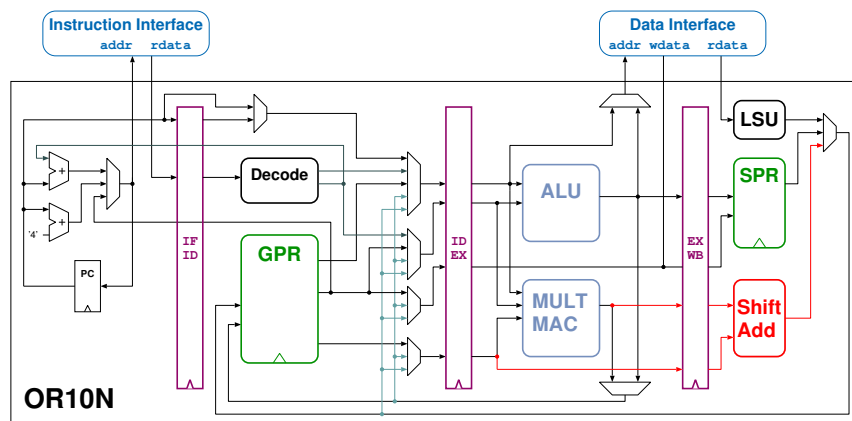 Instruction Interface
addr rdata
Data Interface
addr wdata rdata
LSU
Decode
ALU
SPR
'4'
+
+
IF
ID
GPR
ID
EX
EX
WB
PC
MULT
MAC
Shift
Add
OR10N